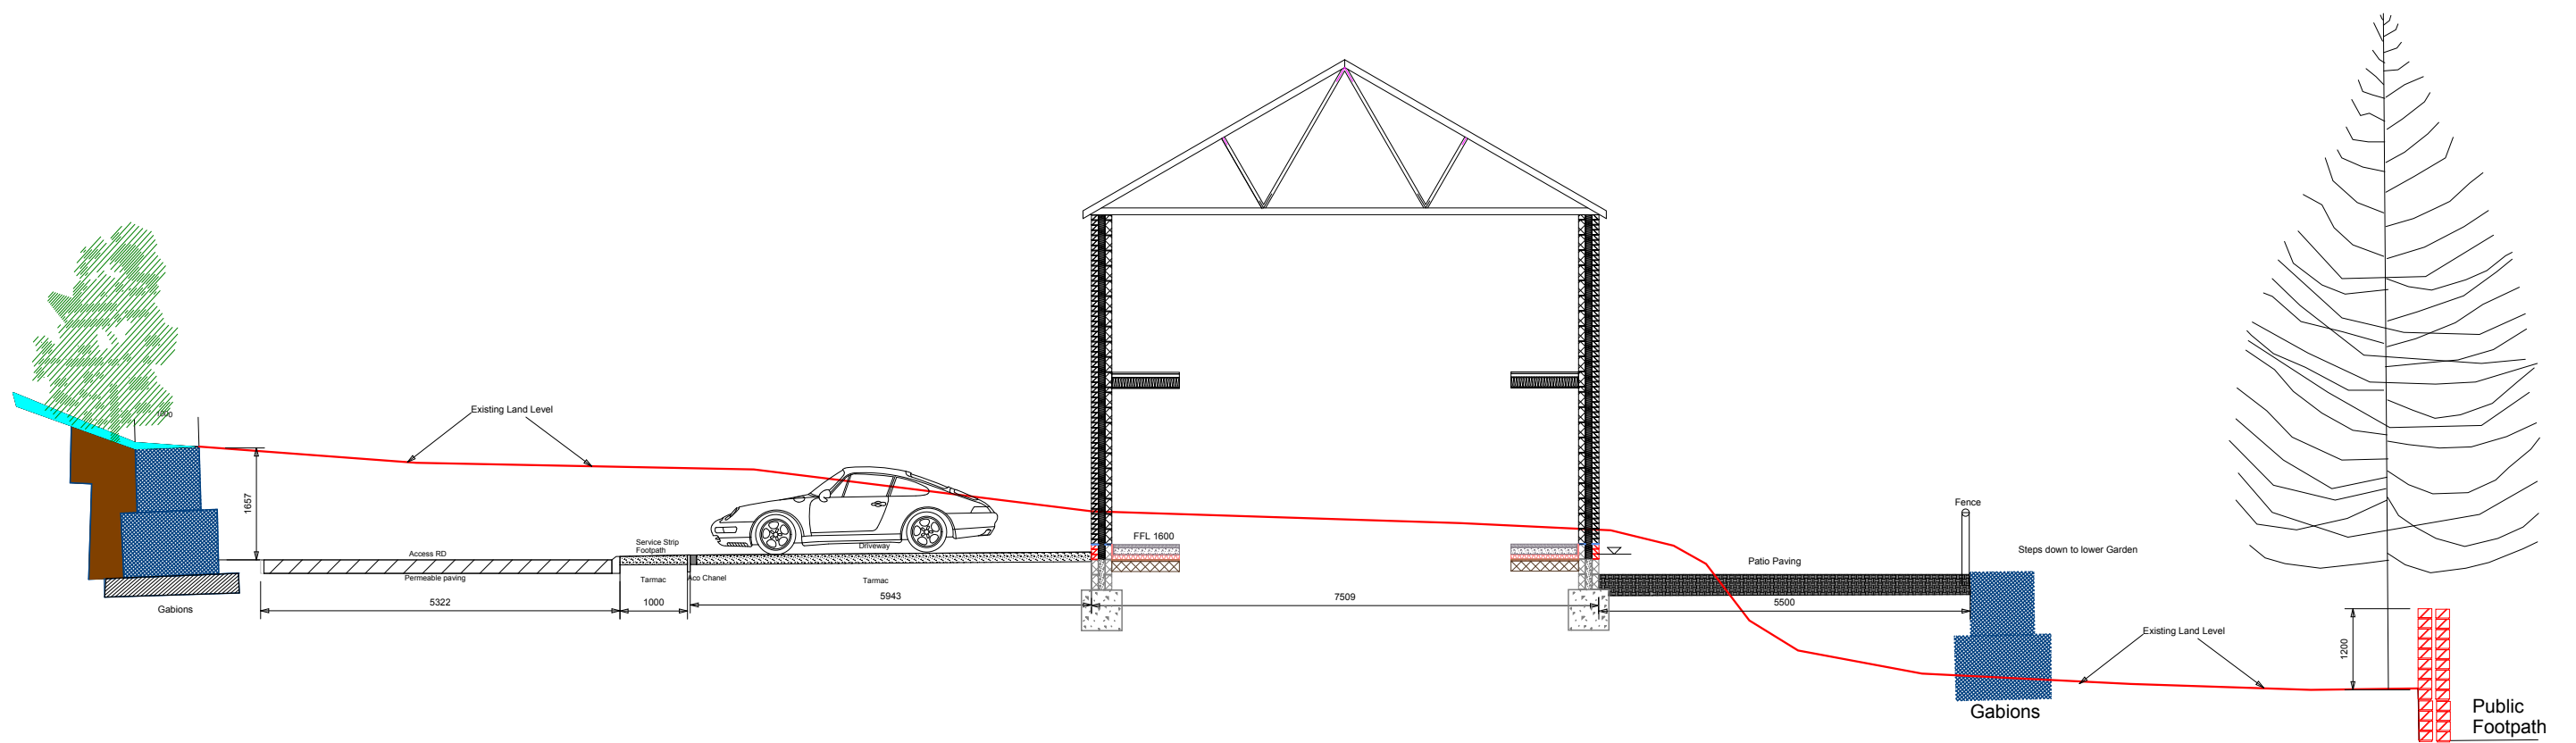 1000
Existing Land Level
1657
Access RD
Permeable paving
Gabions
5322
Service Strip
Footpath
Tarmac
1000
Aco Chanel
Driveway
Tarmac
5943
FFL 1600
7509
Patio Paving
5500
Fence
Steps down to lower Garden
Gabions
Existing Land Level
1200
Public
Footpath